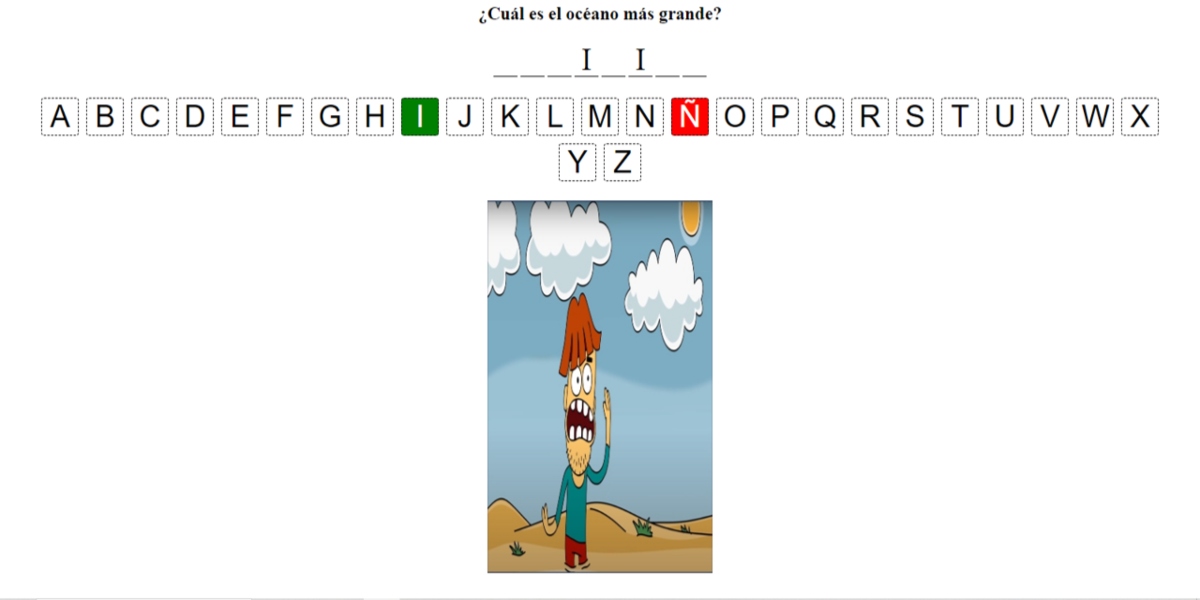 ¿Cuál es el océano más grande?
_ _ _ I _ I _ _
A B C D E F G H I J K L M N Ñ O P Q R S T U V W X
Y Z